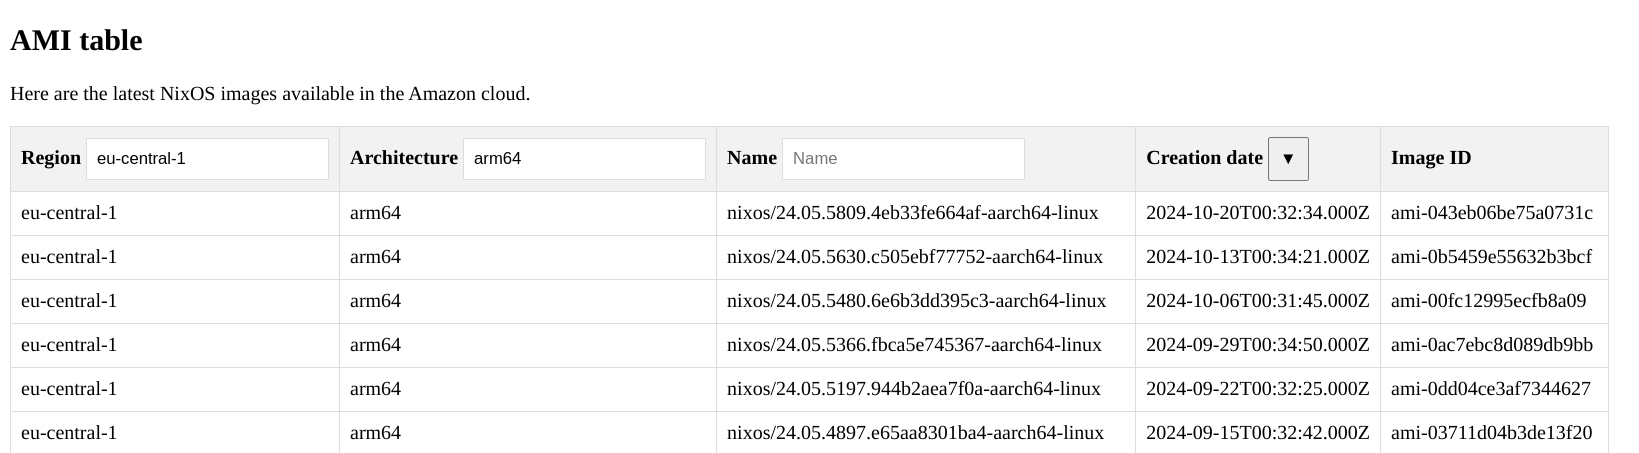 AMI table
Here are the latest NixOS images available in the Amazon cloud.
Region eu-central-1 Architecture arm64 Name Name Creation date ▼ Image ID
eu-central-1 arm64 nixos/24.05.5809.4eb33fe664af-aarch64-linux 2024-10-20T00:32:34.000Z ami-043eb06be75a0731c
eu-central-1 arm64 nixos/24.05.5630.c505ebf77752-aarch64-linux 2024-10-13T00:34:21.000Z ami-0b5459e55632b3bcf
eu-central-1 arm64 nixos/24.05.5480.6e6b3dd395c3-aarch64-linux 2024-10-06T00:31:45.000Z ami-00fc12995ecfb8a09
eu-central-1 arm64 nixos/24.05.5366.fbca5e745367-aarch64-linux 2024-09-29T00:34:50.000Z ami-0ac7ebc8d089db9bb
eu-central-1 arm64 nixos/24.05.5197.944b2aea7f0a-aarch64-linux 2024-09-22T00:32:25.000Z ami-0dd04ce3af7344627
eu-central-1 arm64 nixos/24.05.4897.e65aa8301ba4-aarch64-linux 2024-09-15T00:32:42.000Z ami-03711d04b3de13f20